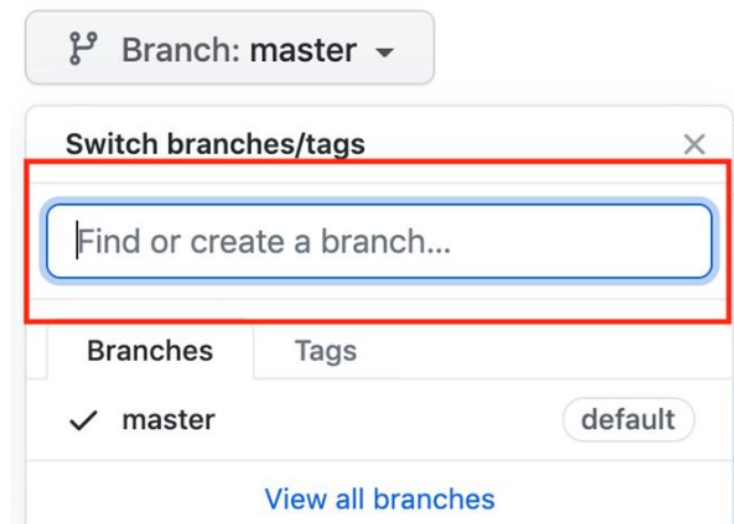 Branch: master
Switch branches/tags
Find or create a branch...
Branches Tags
master default
View all branches